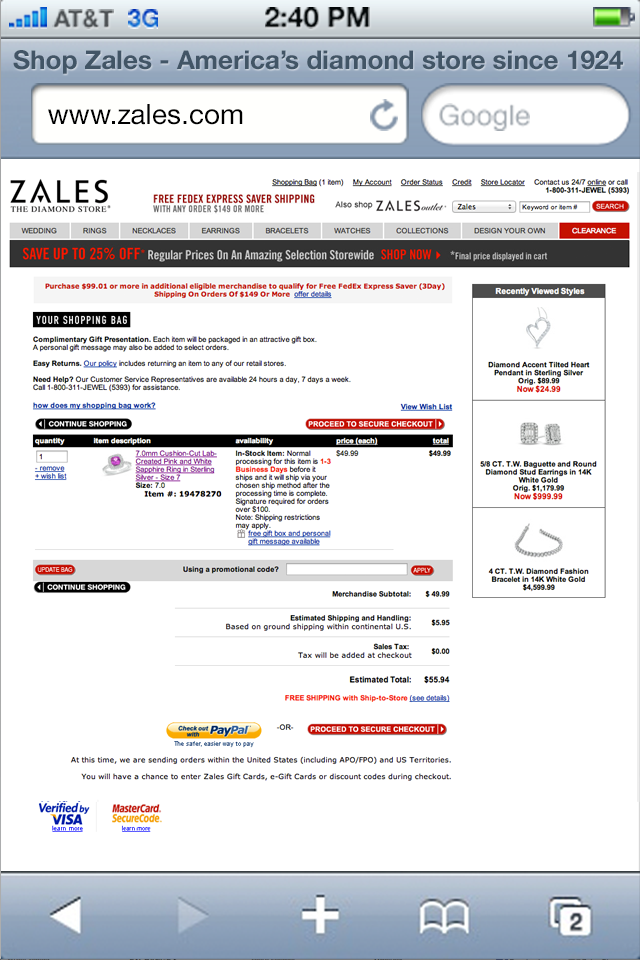 AT&T 3G 2:40 PM
Shop Zales - America's diamond store since 1924
www.zales.com
Google
Shopping Bag (1 item) My Account Order Status Credit Store Locator Contact us 24/7 online or call
1-800-311-JEWEL (5393)
ZALES
THE DIAMOND STORE®
FREE FEDEX EXPRESS SAVER SHIPPING
WITH ANY ORDER $149 OR MORE
Also shop ZALES outlet Zales Keyword or item # SEARCH
WEDDING RINGS NECKLACES EARRINGS BRACELETS WATCHES COLLECTIONS DESIGN YOUR OWN CLEARANCE
SAVE UP TO 25% OFF* Regular Prices On An Amazing Selection Storewide SHOP NOW *Final price displayed in cart
Purchase $99.01 or more in additional eligible merchandise to qualify for Free FedEx Express Saver (3Day)
Shipping On Orders Of $149 Or More offer details
YOUR SHOPPING BAG
Complimentary Gift Presentation. Each item will be packaged in an attractive gift box.
A personal gift message may also be added to select orders.
Easy Returns. Our policy includes returning an item to any of our retail stores.
Need Help? Our Customer Service Representatives are available 24 hours a day, 7 days a week.
Call 1-800-311-JEWEL (5393) for assistance.
how does my shopping bag work? View Wish List
CONTINUE SHOPPING PROCEED TO SECURE CHECKOUT
quantity item description availability price (each) total
1
- remove
+ wish list
7.0mm Cushion-Cut Lab-
Created Pink and White
Sapphire Ring in Sterling
Silver - Size 7
Size: 7.0
Item #: 19478270
In-Stock Item: Normal
processing for this item is 1-3
Business Days before it
ships and it will ship via your
chosen ship method after the
processing time is complete.
Signature required for orders
over $100.
Note: Shipping restrictions
may apply.
free gift box and personal
gift message available
$49.99 $49.99
UPDATE BAG Using a promotional code? APPLY
CONTINUE SHOPPING
Merchandise Subtotal: $ 49.99
Estimated Shipping and Handling:
Based on ground shipping within continental U.S. $5.95
Sales Tax:
Tax will be added at checkout $0.00
Estimated Total: $55.94
FREE SHIPPING with Ship-to-Store (see details)
Check out with PayPal -OR- PROCEED TO SECURE CHECKOUT
The safer, easier way to pay
At this time, we are sending orders within the United States (including APO/FPO) and US Territories.
You will have a chance to enter Zales Gift Cards, e-Gift Cards or discount codes during checkout.
Verified by
VISA
learn more
MasterCard.
SecureCode.
learn more
Recently Viewed Styles
Diamond Accent Tilted Heart
Pendant in Sterling Silver
Orig. $89.99
Now $24.99
5/8 CT. T.W. Baguette and Round
Diamond Stud Earrings in 14K
White Gold
Orig. $1,179.99
Now $999.99
4 CT. T.W. Diamond Fashion
Bracelet in 14K White Gold
$4,599.99
2